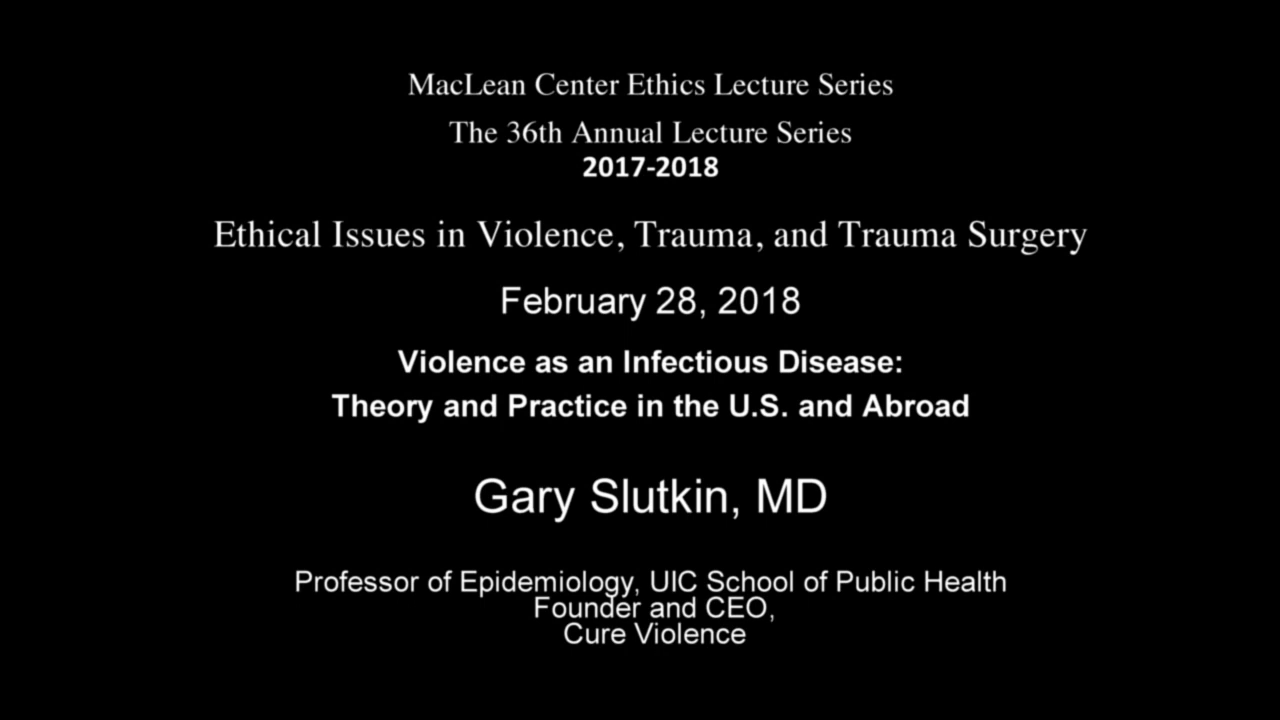 MacLean Center Ethics Lecture Series
The 36th Annual Lecture Series
2017-2018
Ethical Issues in Violence, Trauma, and Trauma Surgery
February 28, 2018
Violence as an Infectious Disease:
Theory and Practice in the U.S. and Abroad
Gary Slutkin, MD
Professor of Epidemiology, UIC School of Public Health
Founder and CEO,
Cure Violence